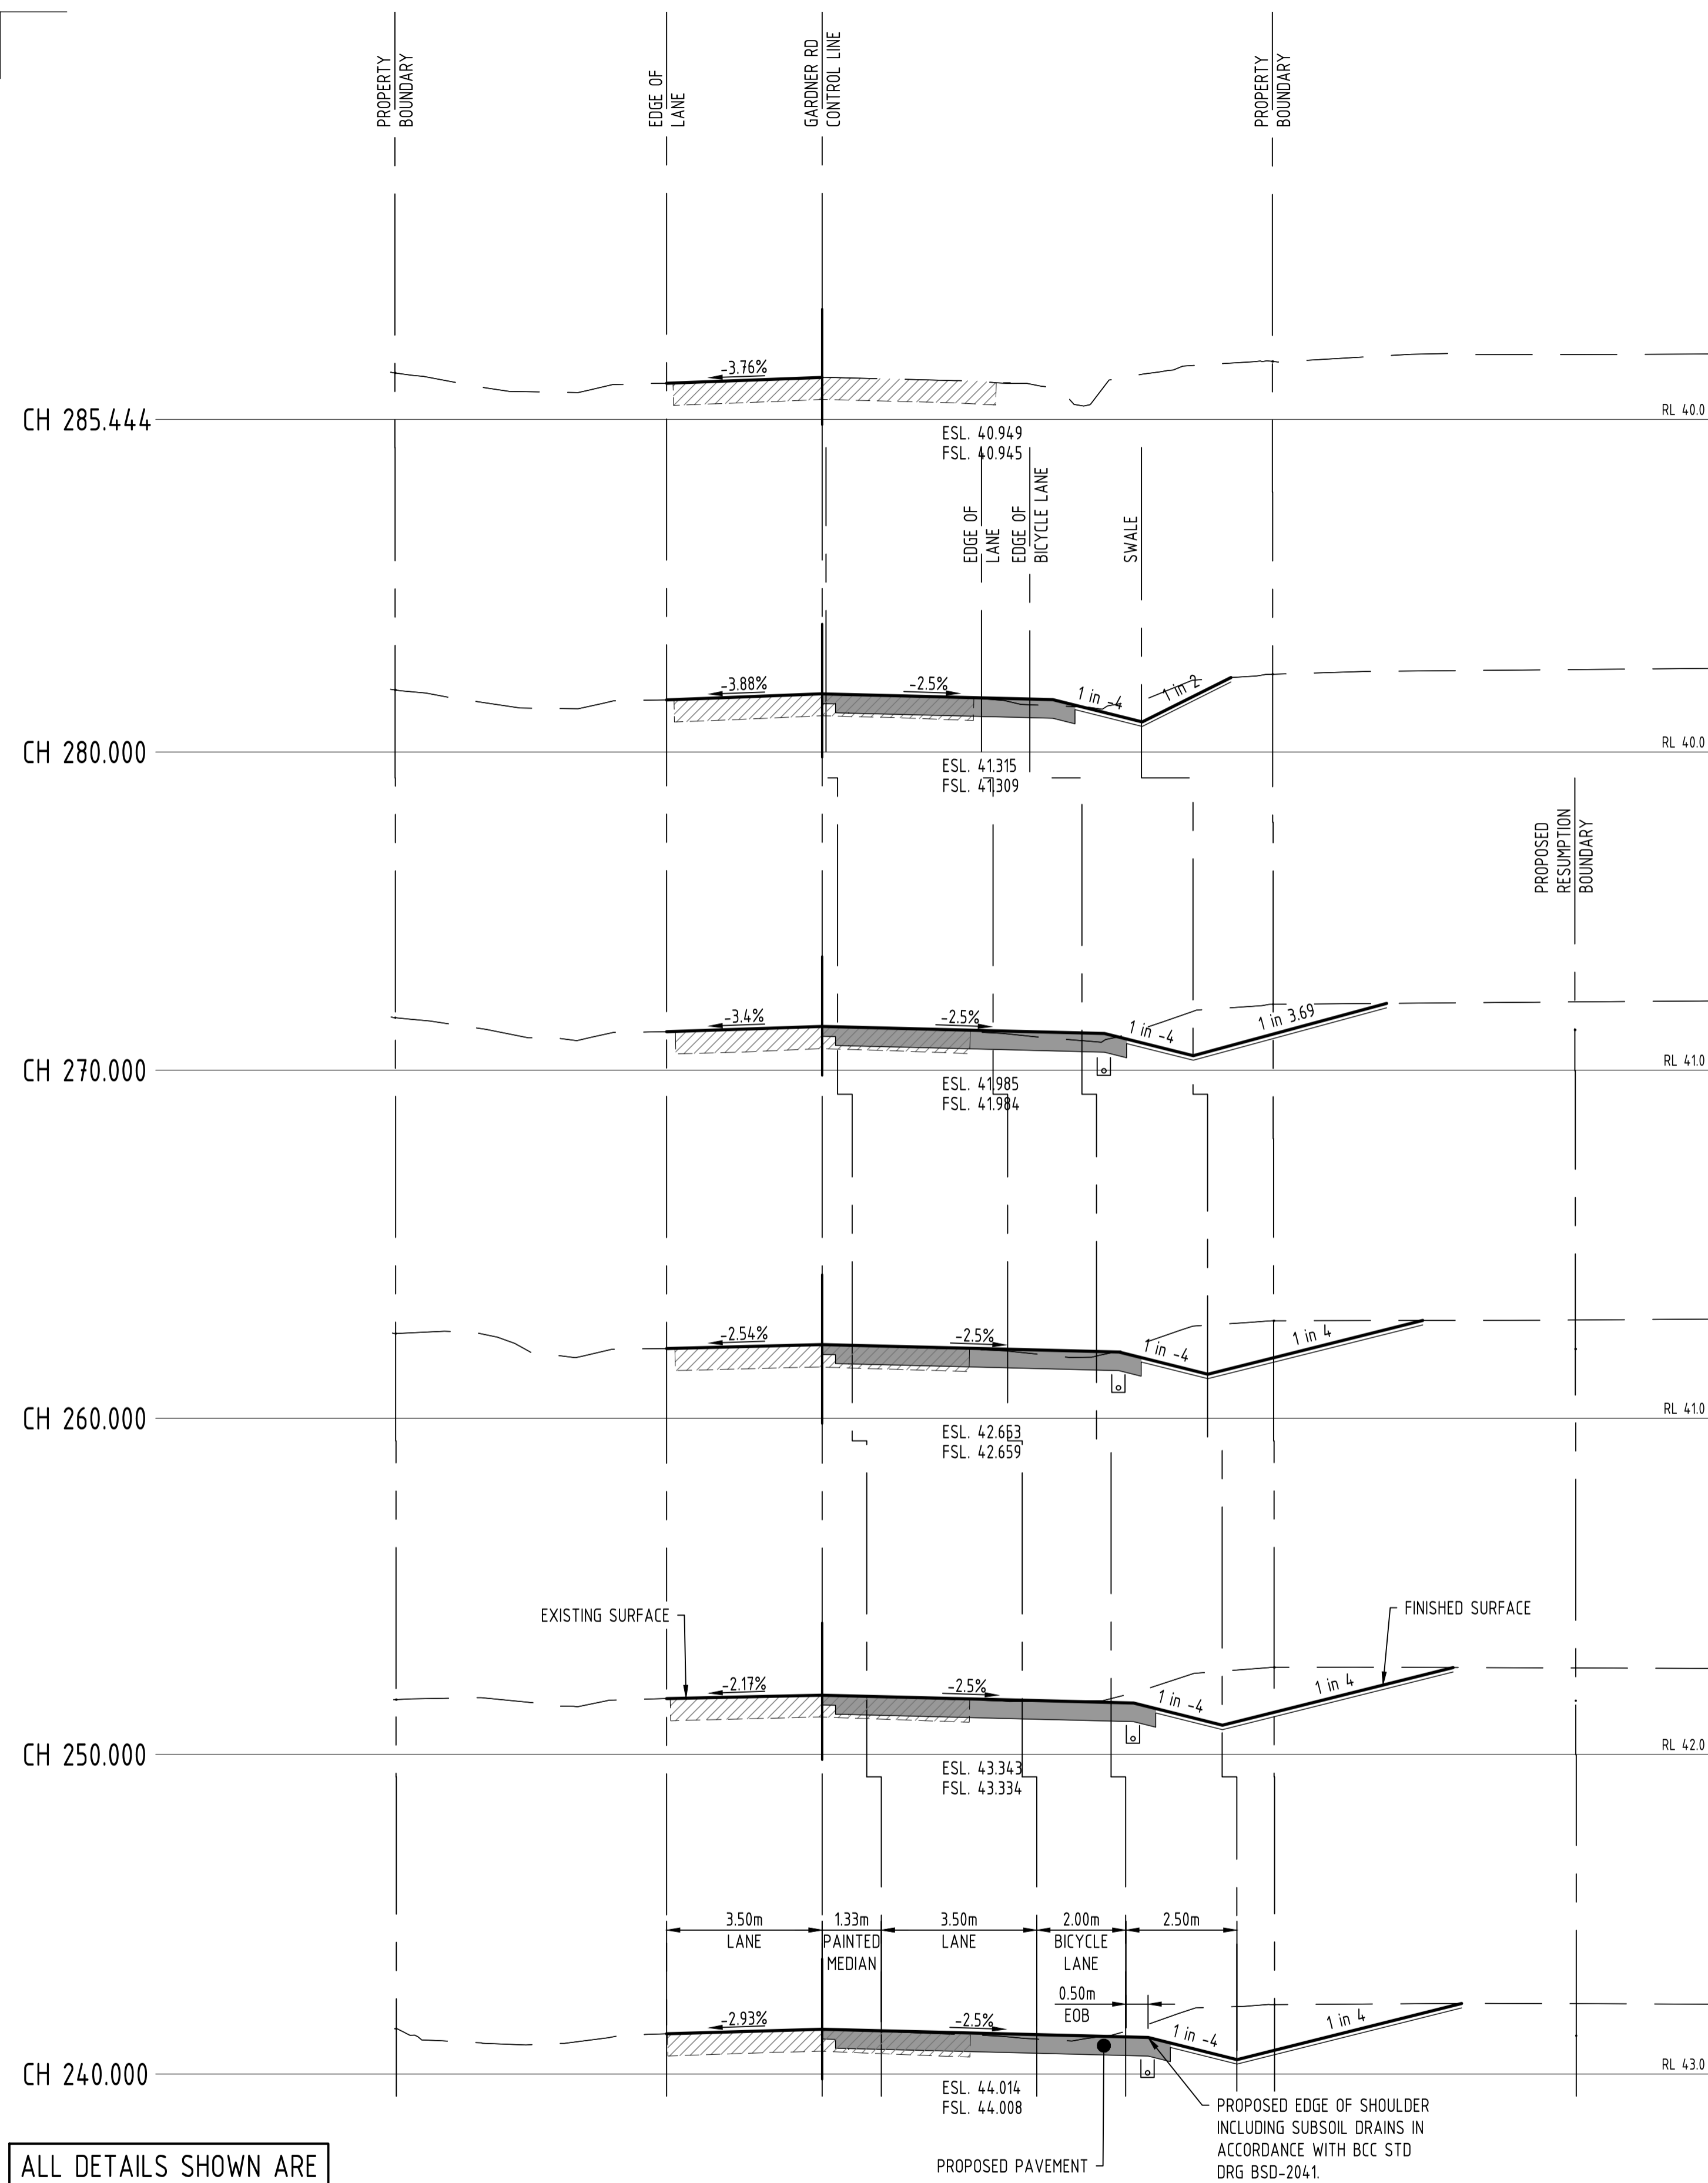 PROPERTY
BOUNDARY
EDGE OF
LANE
GARDNER RD
CONTROL LINE
PROPERTY
BOUNDARY
-3.76%
CH 285.444
RL 40.0
ESL. 40.949
FSL. 40.945
EDGE OF
LANE
EDGE OF
BICYCLE LANE
SWALE
-3.88%
-2.5%
1 in -4
1 in 2
CH 280.000
RL 40.0
ESL. 41.315
FSL. 41.309
PROPOSED
RESUMPTION
BOUNDARY
-3.4%
-2.5%
1 in -4
1 in 3.69
CH 270.000
RL 41.0
ESL. 41.985
FSL. 41.984
-2.54%
-2.5%
1 in -4
1 in 4
CH 260.000
RL 41.0
ESL. 42.653
FSL. 42.659
EXISTING SURFACE
FINISHED SURFACE
-2.17%
-2.5%
1 in -4
1 in 4
CH 250.000
RL 42.0
ESL. 43.343
FSL. 43.334
3.50m
LANE
1.33m
PAINTED
MEDIAN
3.50m
LANE
2.00m
BICYCLE
LANE
2.50m
0.50m
EOB
-2.93%
-2.5%
1 in -4
1 in 4
CH 240.000
RL 43.0
ESL. 44.014
FSL. 44.008
PROPOSED EDGE OF SHOULDER
INCLUDING SUBSOIL DRAINS IN
ACCORDANCE WITH BCC STD
DRG BSD-2041.
PROPOSED PAVEMENT
ALL DETAILS SHOWN ARE